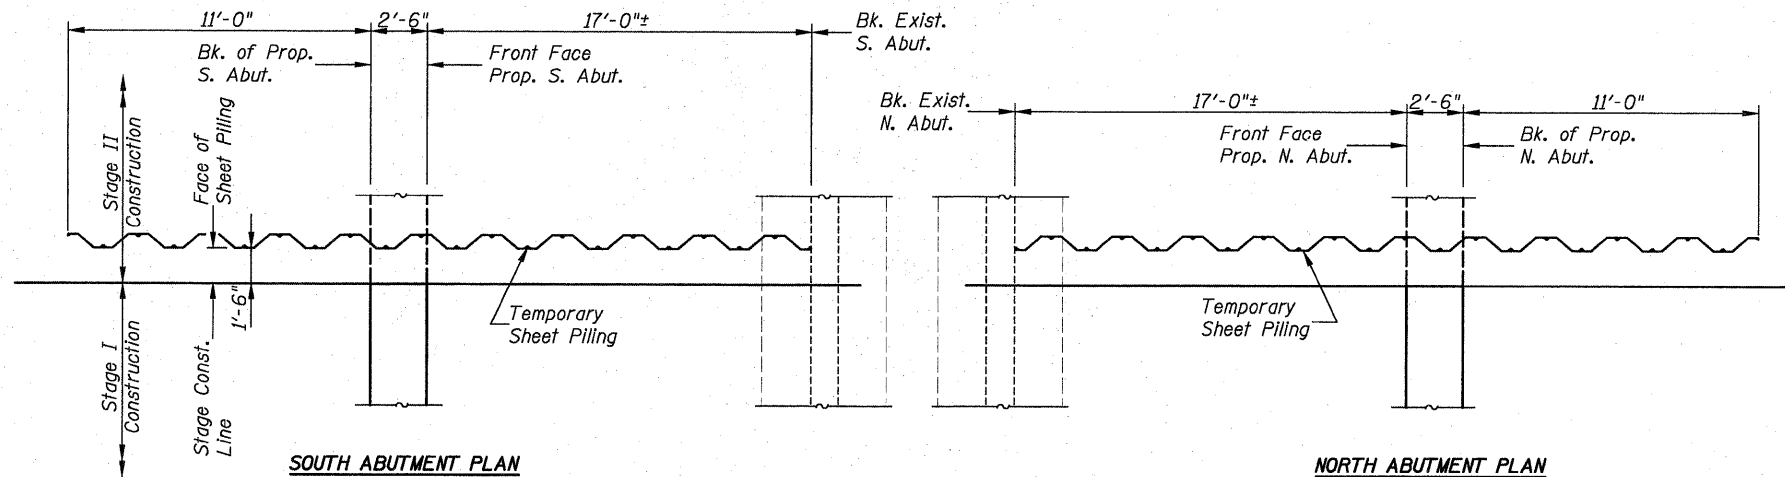 11'-0"
2'-6"
17'-0"±
Bk. Exist.
S. Abut.
Bk. of Prop.
S. Abut.
Front Face
Prop. S. Abut.
Stage II
Construction
Face of
Sheet Piling
1'-6"
Stage I
Construction
Stage Const.
Line
Temporary
Sheet Piling
SOUTH ABUTMENT PLAN
Bk. Exist.
N. Abut.
17'-0"±
2'-6"
11'-0"
Front Face
Prop. N. Abut.
Bk. of Prop.
N. Abut.
Temporary
Sheet Piling
NORTH ABUTMENT PLAN